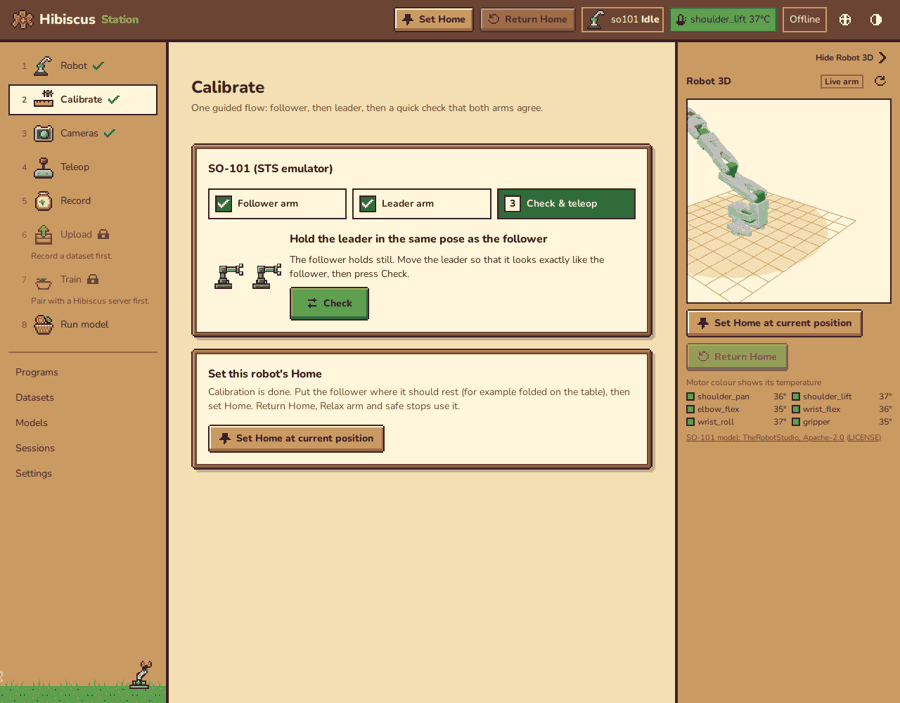 Hibiscus Station
Set Home
Return Home
so101 Idle
shoulder_lift 37°C
Offline
1 Robot
2 Calibrate
3 Cameras
4 Teleop
5 Record
6 Upload
Record a dataset first.
7 Train
Pair with a Hibiscus server first.
8 Run model
Programs
Datasets
Models
Sessions
Settings
Calibrate
One guided flow: follower, then leader, then a quick check that both arms agree.
SO-101 (STS emulator)
Follower arm
Leader arm
3 Check & teleop
Hold the leader in the same pose as the follower
The follower holds still. Move the leader so that it looks exactly like the
follower, then press Check.
Check
Set this robot's Home
Calibration is done. Put the follower where it should rest (for example folded on the table), then
set Home. Return Home, Relax arm and safe stops use it.
Set Home at current position
Hide Robot 3D
Robot 3D
Live arm
Set Home at current position
Return Home
Motor colour shows its temperature
shoulder_pan 36° shoulder_lift 37°
elbow_flex 35° wrist_flex 36°
wrist_roll 37° gripper 35°
SO-101 model: TheRobotStudio, Apache-2.0 (LICENSE)